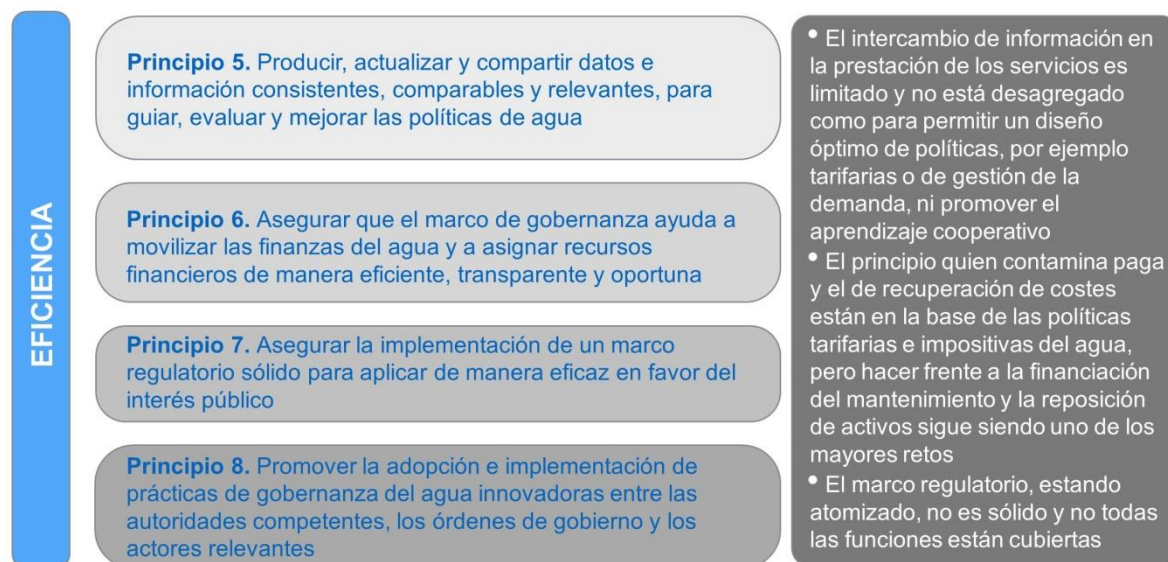 EFICIENCIA
Principio 5. Producir, actualizar y compartir datos e
información consistentes, comparables y relevantes, para
guiar, evaluar y mejorar las políticas de agua
Principio 6. Asegurar que el marco de gobernanza ayuda a
movilizar las finanzas del agua y a asignar recursos
financieros de manera eficiente, transparente y oportuna
Principio 7. Asegurar la implementación de un marco
regulatorio sólido para aplicar de manera eficaz en favor del
interés público
Principio 8. Promover la adopción e implementación de
prácticas de gobernanza del agua innovadoras entre las
autoridades competentes, los órdenes de gobierno y los
actores relevantes
• El intercambio de información en
la prestación de los servicios es
limitado y no está desagregado
como para permitir un diseño
óptimo de políticas, por ejemplo
tarifarias o de gestión de la
demanda, ni promover el
aprendizaje cooperativo
• El principio quien contamina paga
y el de recuperación de costes
están en la base de las políticas
tarifarias e impositivas del agua,
pero hacer frente a la financiación
del mantenimiento y la reposición
de activos sigue siendo uno de los
mayores retos
• El marco regulatorio, estando
atomizado, no es sólido y no todas
las funciones están cubiertas